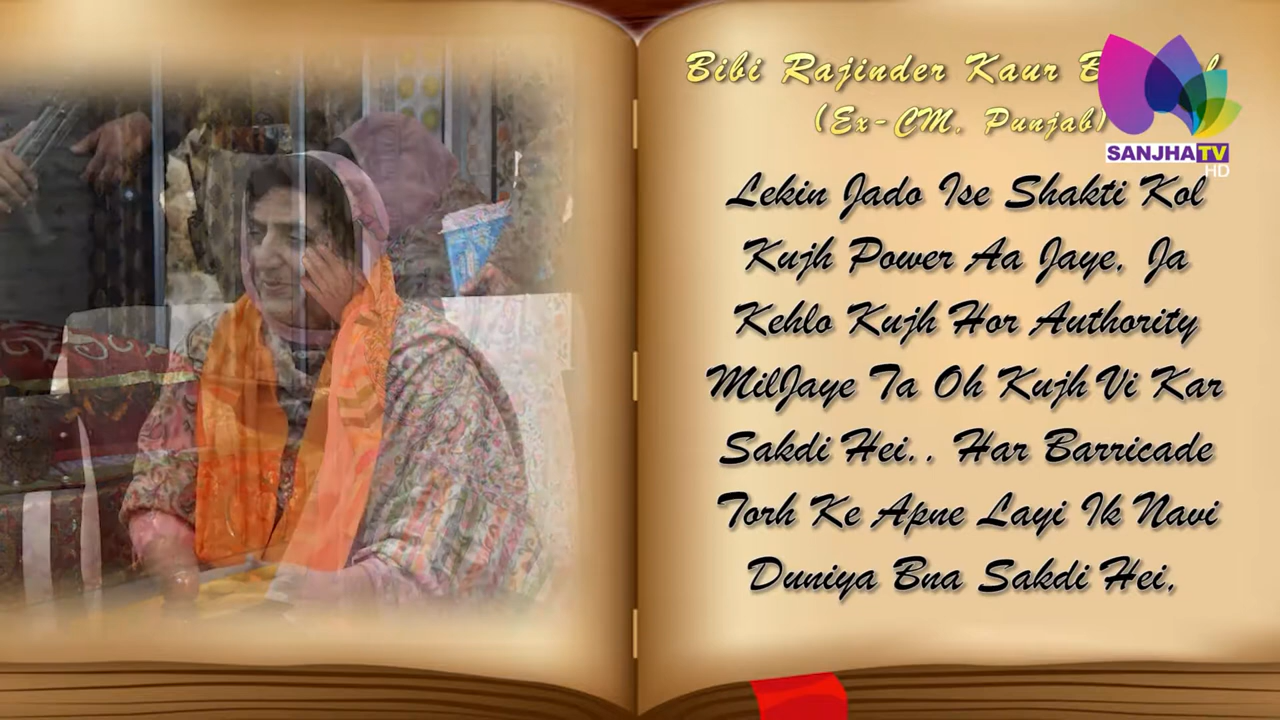 Bibi Rajinder Kaur
(Ex-CM. Punjab)
SANJHA TV
HD
Lekin Jado Ise Shakti Kol
Kujh Power Aa Jaye, Ja
Kehlo Kujh Hor Authority
MilJaye Ta Oh Kujh Vi Kar
Sakdi Hei.. Har Barricade
Torh Ke Apne Layi Ik Navi
Duniya Bna Sakdi Hei,